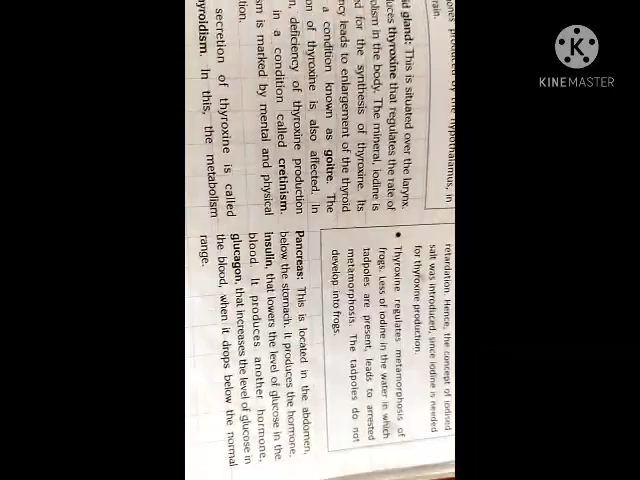 ones produced by the hypothalamus, in
rain.
id gland: This is situated over the larynx.
uces thyroxine that regulates the rate of
olism in the body. The mineral, iodine is
ed for the synthesis of thyroxine. Its
ncy leads to enlargement of the thyroid
a condition known as goitre. The
on of thyroxine is also affected. In
n, deficiency of thyroxine production
in a condition called cretinism.
sm is marked by mental and physical
tion.
secretion of thyroxine is called
yroidism. In this, the metabolism
retardation. Hence, the concept of iodised
salt was introduced, since iodine is needed
for thyroxine production.
• Thyroxine regulates metamorphosis of
frogs. Less of iodine in the water in which
tadpoles are present, leads to arrested
metamorphosis. The tadpoles do not
develop into frogs.
Pancreas: This is located in the abdomen,
below the stomach. It produces the hormone,
insulin, that lowers the level of glucose in the
blood. It produces another hormone,
glucagon, that increases the level of glucose in
the blood, when it drops below the normal
range.
KINEMASTER